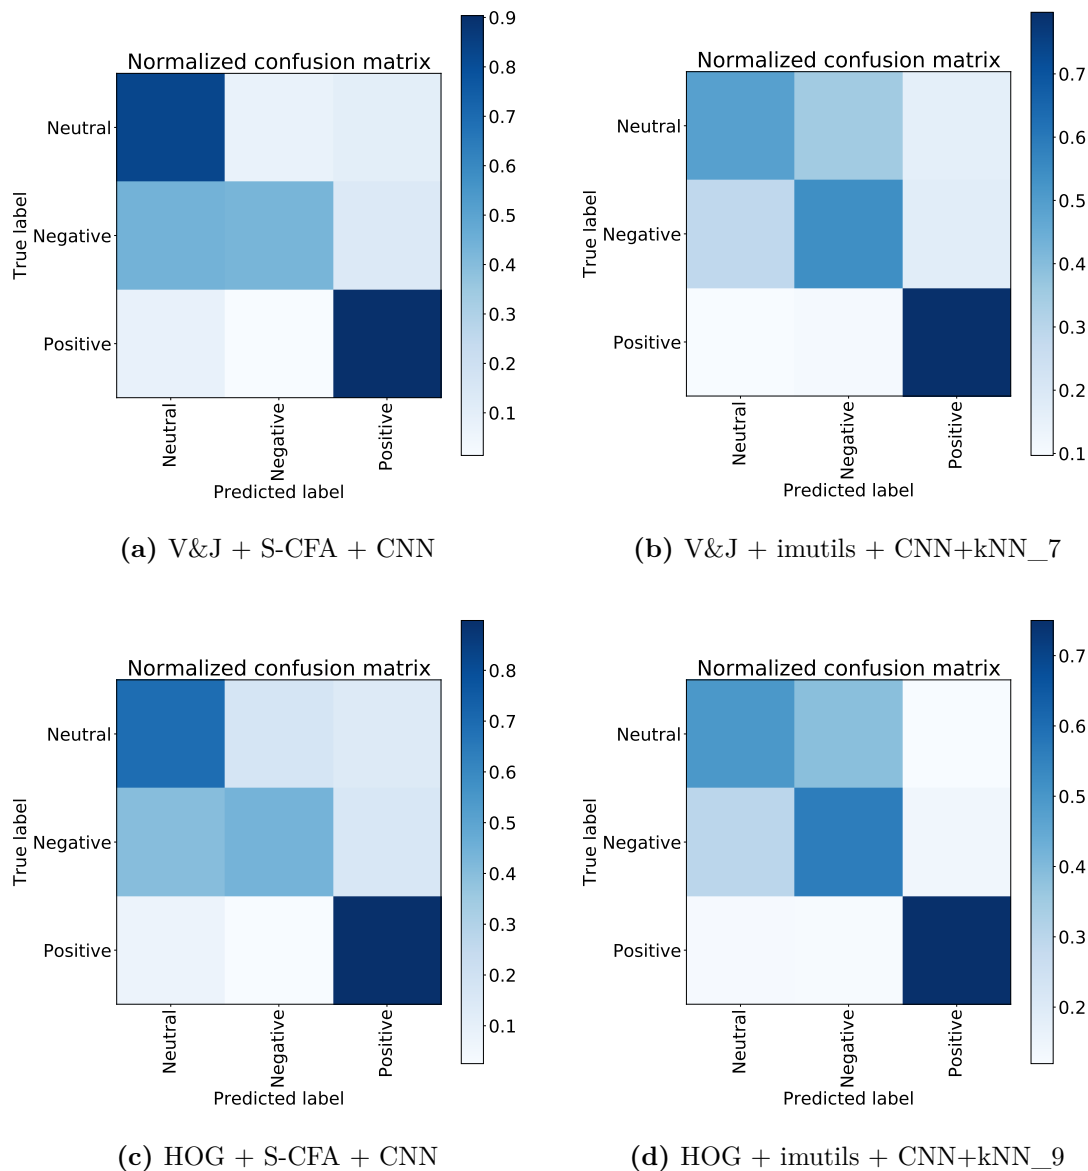 Normalized confusion matrix
True label
Neutral
Negative
Positive
Neutral
Negative
Positive
Predicted label
0.9
0.8
0.7
0.6
0.5
0.4
0.3
0.2
0.1
(a) V&J + S-CFA + CNN
Normalized confusion matrix
True label
Neutral
Negative
Positive
Neutral
Negative
Positive
Predicted label
0.7
0.6
0.5
0.4
0.3
0.2
0.1
(b) V&J + imutils + CNN+kNN_7
Normalized confusion matrix
True label
Neutral
Negative
Positive
Neutral
Negative
Positive
Predicted label
0.8
0.7
0.6
0.5
0.4
0.3
0.2
0.1
(c) HOG + S-CFA + CNN
Normalized confusion matrix
True label
Neutral
Negative
Positive
Neutral
Negative
Positive
Predicted label
0.7
0.6
0.5
0.4
0.3
0.2
(d) HOG + imutils + CNN+kNN_9